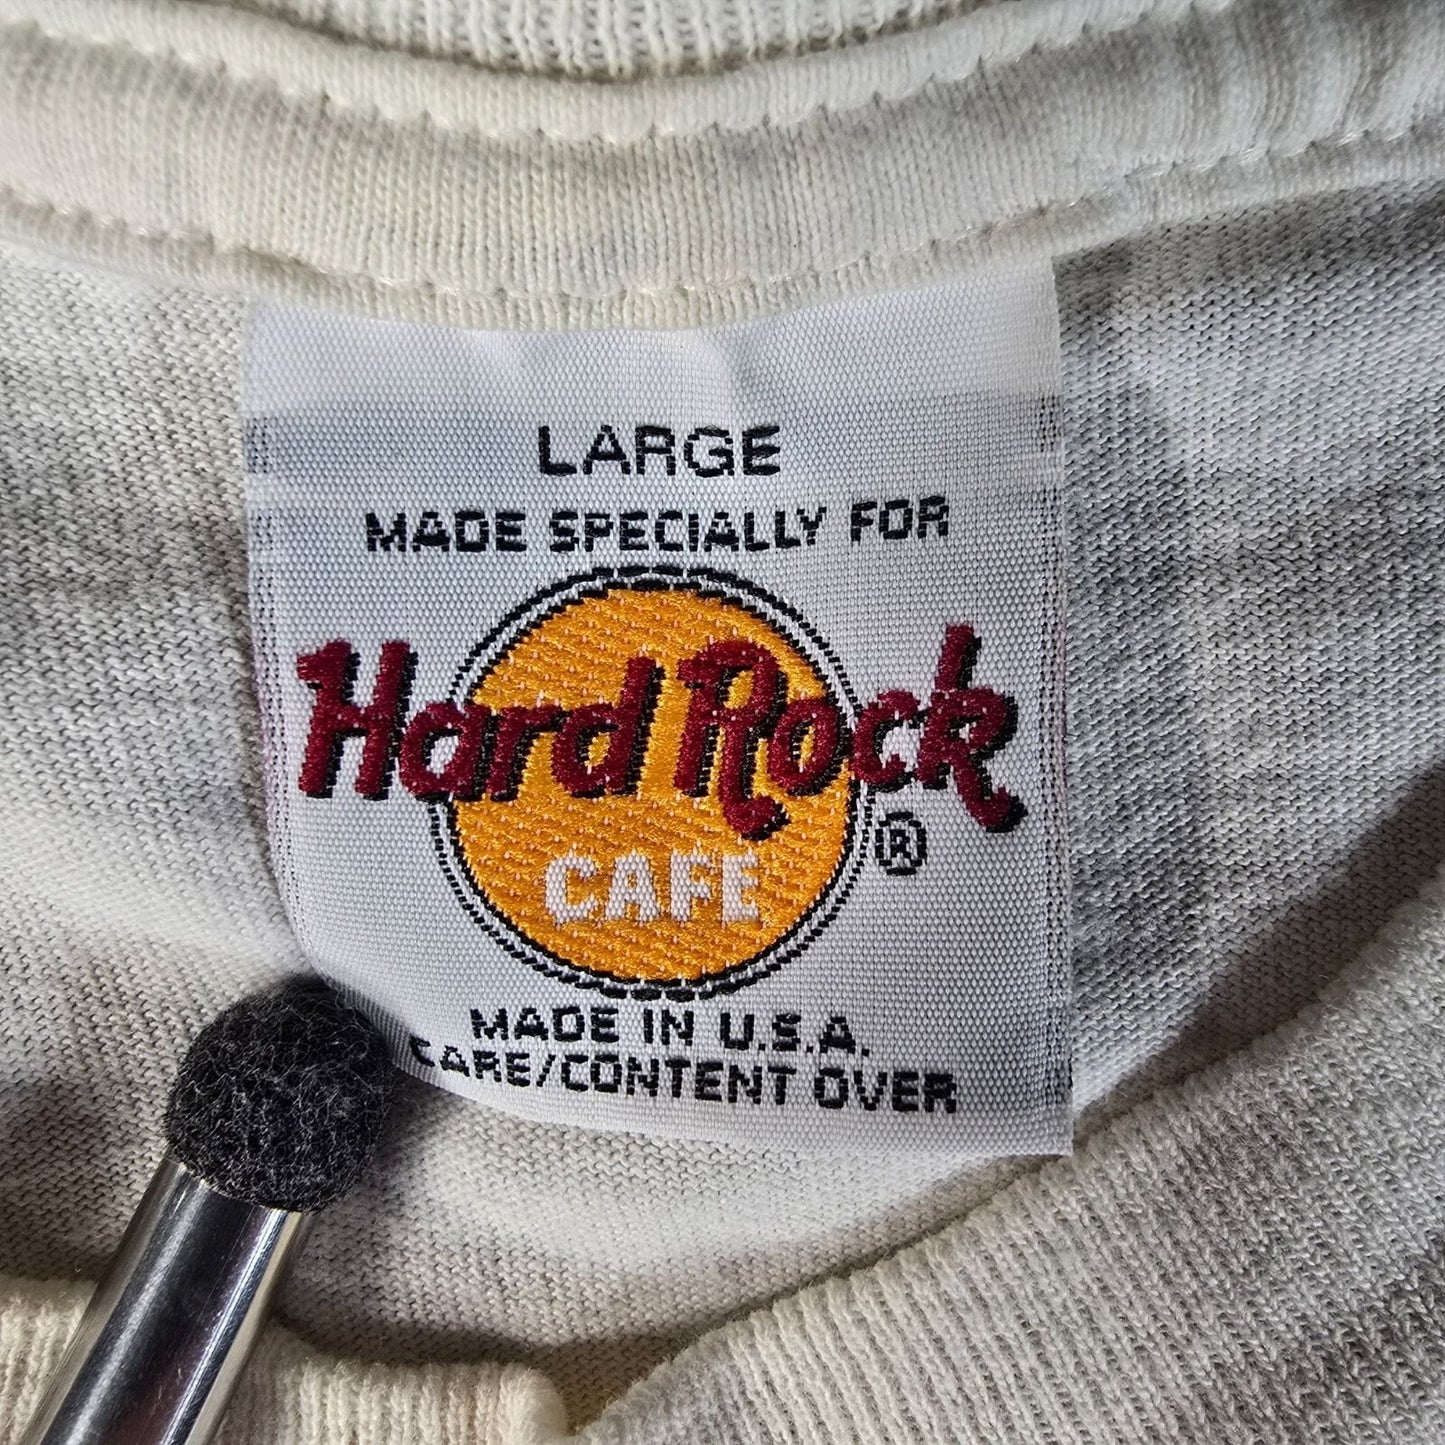 LARGE
MADE SPECIALLY FOR
Hard Rock
CAFE ®
MADE IN U.S.A.
CARE/CONTENT OVER